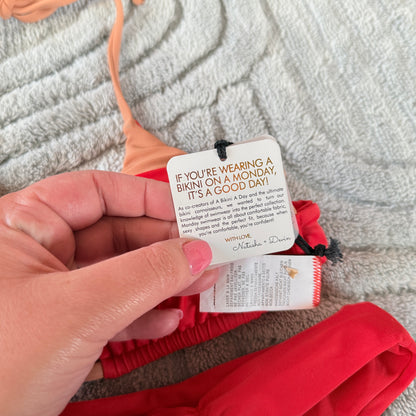 IF YOU'RE WEARING A
BIKINI ON A MONDAY,
IT'S A GOOD DAY!
As co-creators of A Bikini A Day and the ultimate
bikini connoisseurs, we wanted to turn our
knowledge of swimwear into the perfect collection.
Monday swimwear is all about comfortable fabric,
sexy shapes and the perfect fit, because when
you're comfortable, you're confident!
WITH LOVE,
Natasha + Devin